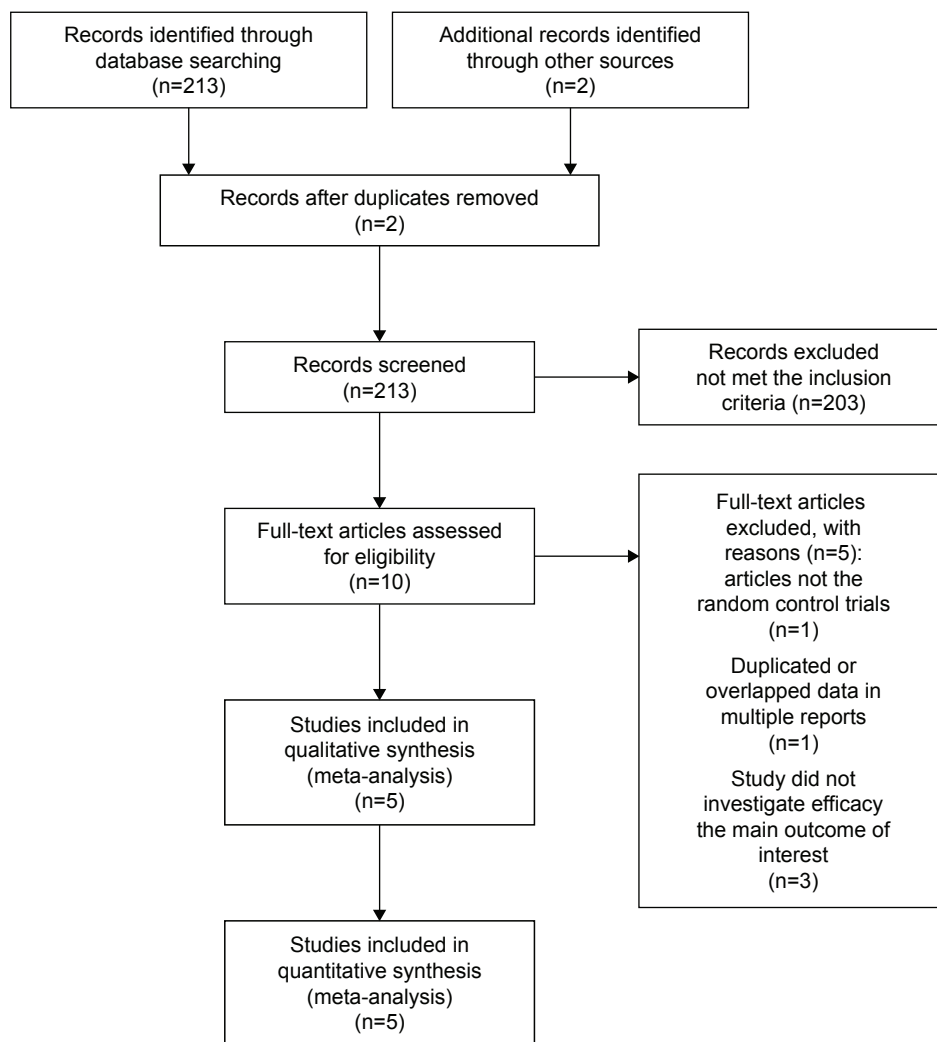 Records identified through
database searching
(n=213)
Additional records identified
through other sources
(n=2)
Records after duplicates removed
(n=2)
Records screened
(n=213)
Records excluded
not met the inclusion
criteria (n=203)
Full-text articles assessed
for eligibility
(n=10)
Full-text articles
excluded, with
reasons (n=5):
articles not the
random control trials
(n=1)
Duplicated or
overlapped data in
multiple reports
(n=1)
Study did not
investigate efficacy
the main outcome of
interest
(n=3)
Studies included in
qualitative synthesis
(meta-analysis)
(n=5)
Studies included in
quantitative synthesis
(meta-analysis)
(n=5)